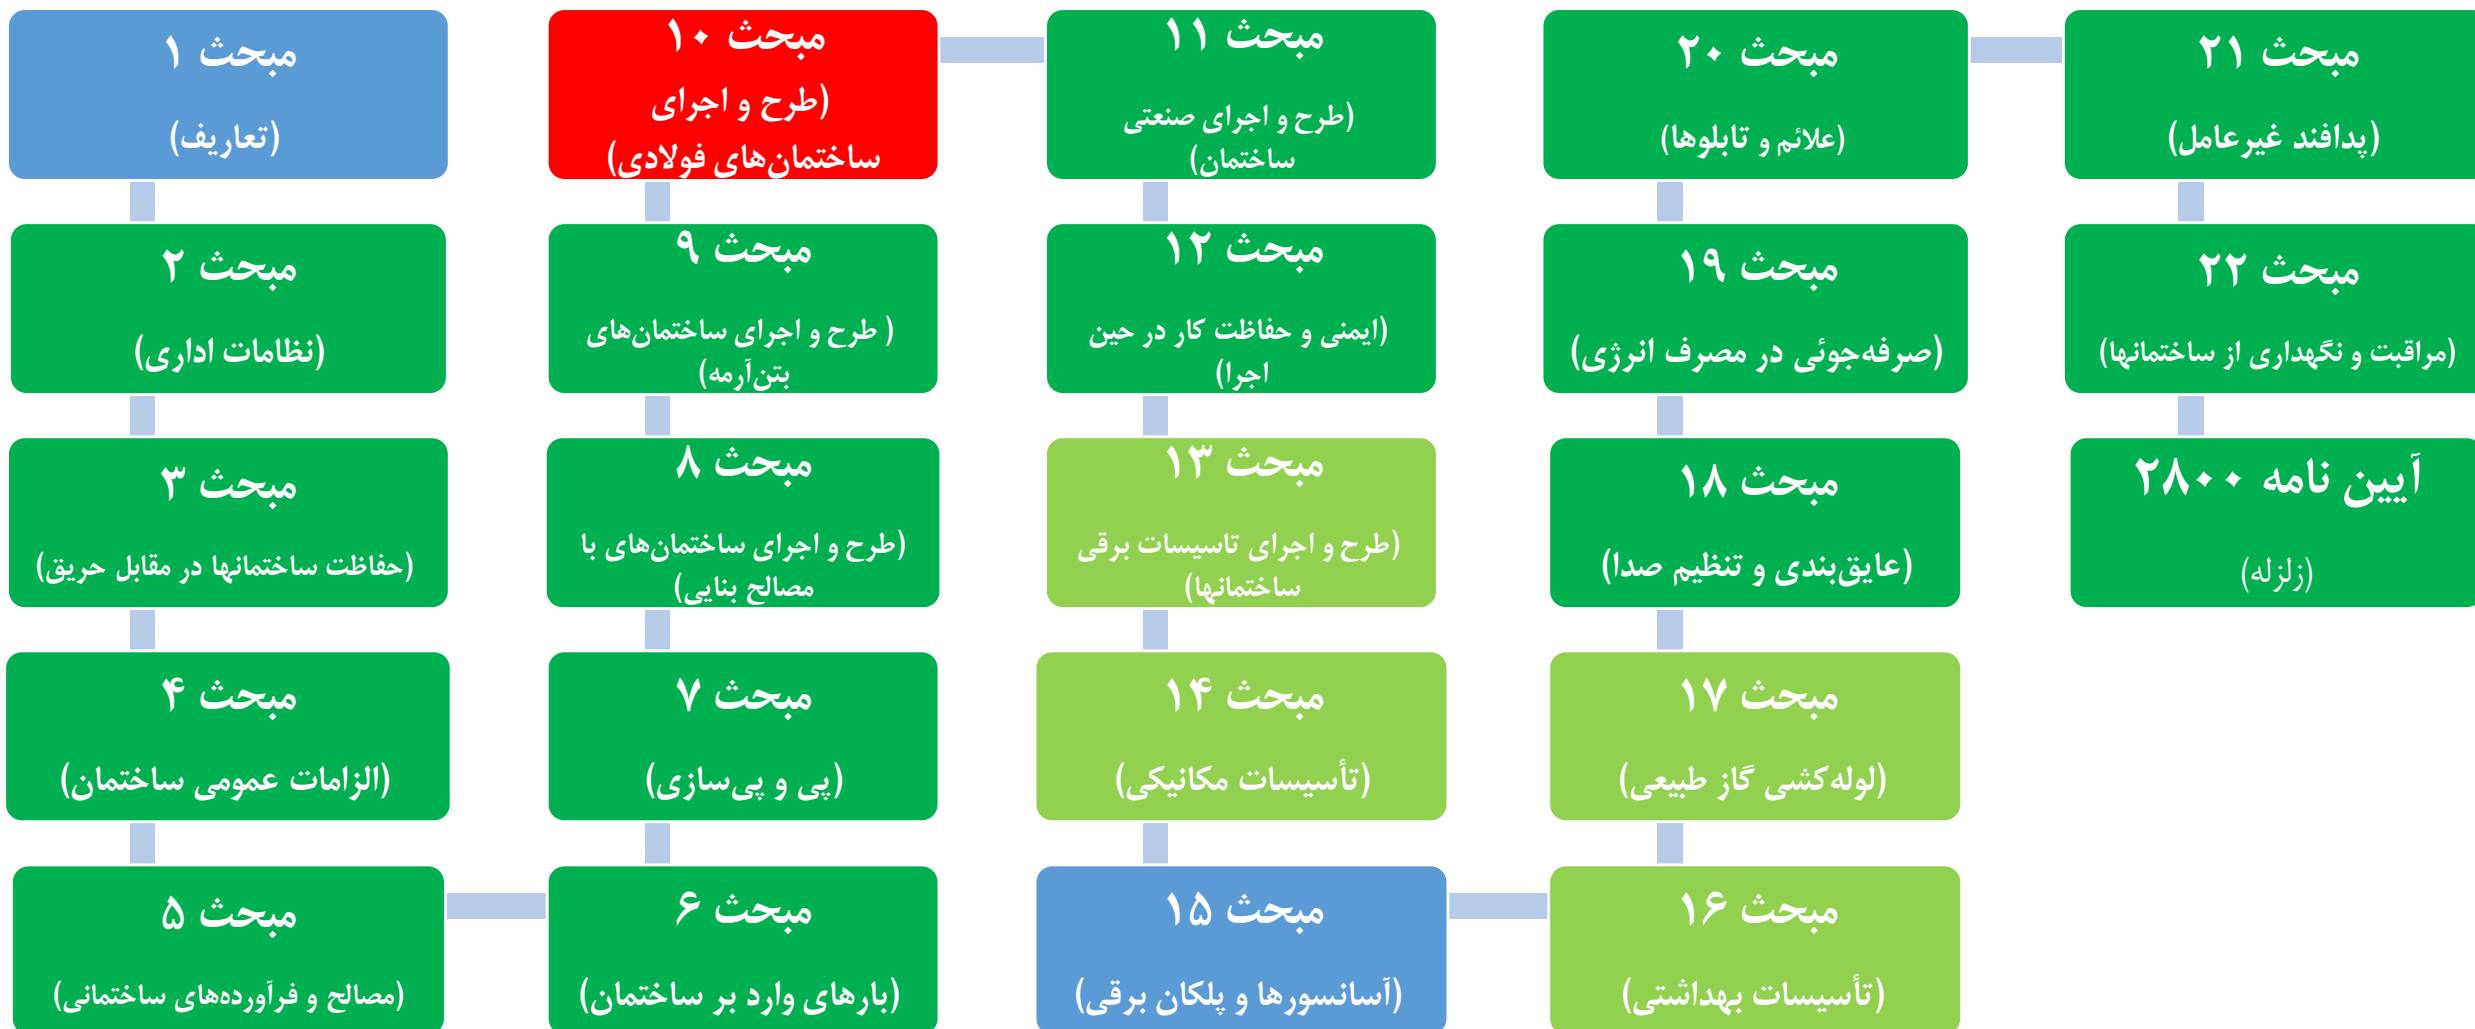 مبحث ۱
(تعاریف)
مبحث ۲
(نظامات اداری)
مبحث ۳
(حفاظت ساختمانها در مقابل حریق)
مبحث ۴
(الزامات عمومی ساختمان)
مبحث ۵
(مصالح و فرآورده‌های ساختمانی)
مبحث ۶
(بارهای وارد بر ساختمان)
مبحث ۷
(پی و پی‌سازی)
مبحث ۸
(طرح و اجرای ساختمان‌های با
مصالح بنایی)
مبحث ۹
( طرح و اجرای ساختمان‌های
بتن‌آرمه)
مبحث ۱۰
(طرح و اجرای
ساختمان‌های فولادی)
مبحث ۱۱
(طرح و اجرای صنعتی
ساختمان)
مبحث ۱۲
(ایمنی و حفاظت کار در حین
اجرا)
مبحث ۱۳
(طرح و اجرای تاسیسات برقی
ساختمانها)
مبحث ۱۴
(تأسیسات مکانیکی)
مبحث ۱۵
(آسانسورها و پلکان برقی)
مبحث ۱۶
(تأسیسات بهداشتی)
مبحث ۱۷
(لوله‌کشی گاز طبیعی)
مبحث ۱۸
(عایق‌بندی و تنظیم صدا)
مبحث ۱۹
(صرفه‌جوئی در مصرف انرژی)
مبحث ۲۰
(علائم و تابلوها)
مبحث ۲۱
(پدافند غیرعامل)
مبحث ۲۲
(مراقبت و نگهداری از ساختمانها)
آیین نامه ۲۸۰۰
(زلزله)